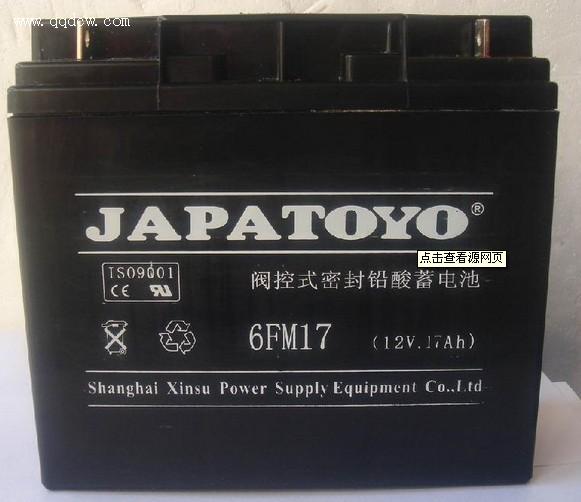 www.qqdcw.com
JAPATOYO®
点击查看源网页
ISO9001
CE
阀控式密封铅酸蓄电池
6FM17 (12V.17Ah)
Shanghai Xinsu Power Supply Equipment Co.,Ltd